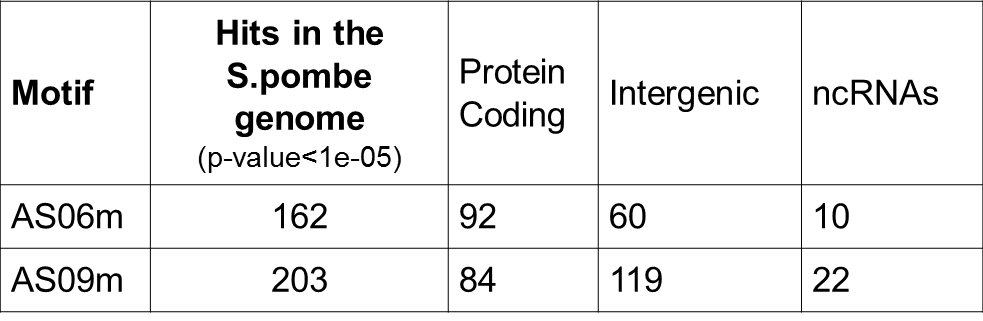 Motif
Hits in the
S.pombe
genome
(p-value<1e-05)
Protein
Coding
Intergenic
ncRNAs
AS06m 162 92 60 10
AS09m 203 84 119 22